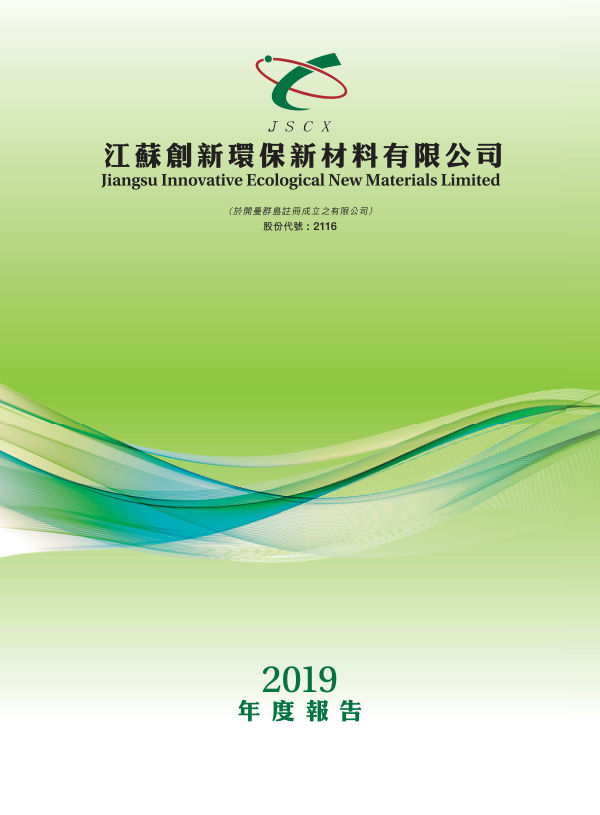 JSCX
江蘇創新環保新材料有限公司
Jiangsu Innovative Ecological New Materials Limited
（於開曼群島註冊成立之有限公司）
股份代號：2116
2019
年度報告